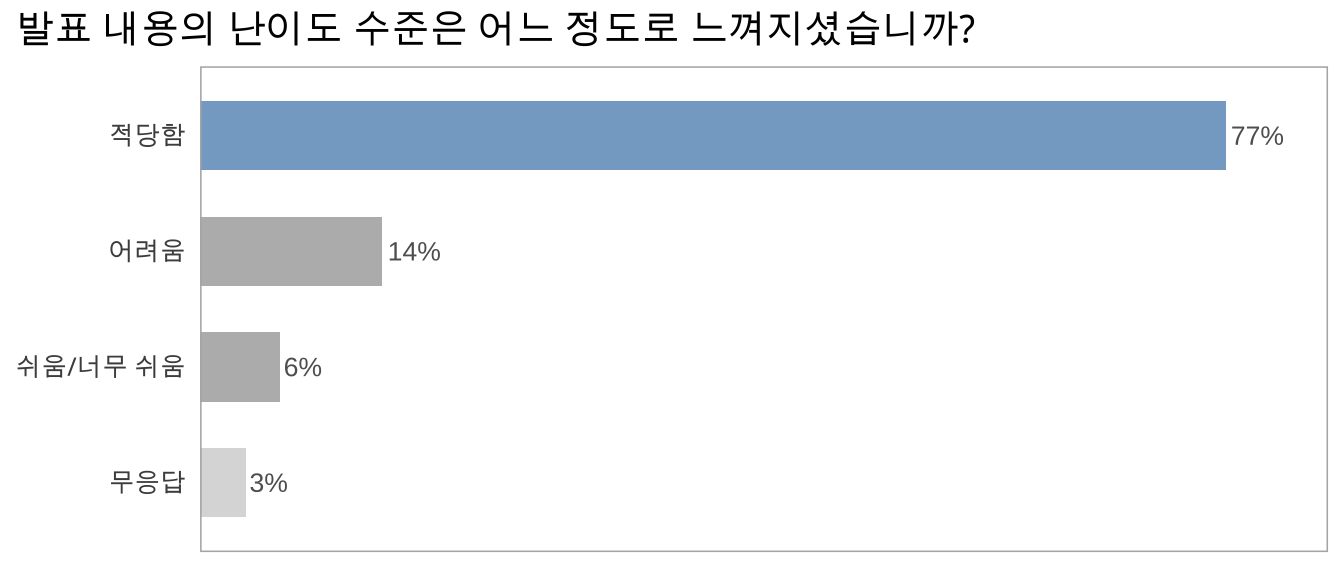 발표 내용의 난이도 수준은 어느 정도로 느껴지셨습니까?
적당함 77%
어려움 14%
쉬움/너무 쉬움 6%
무응답 3%